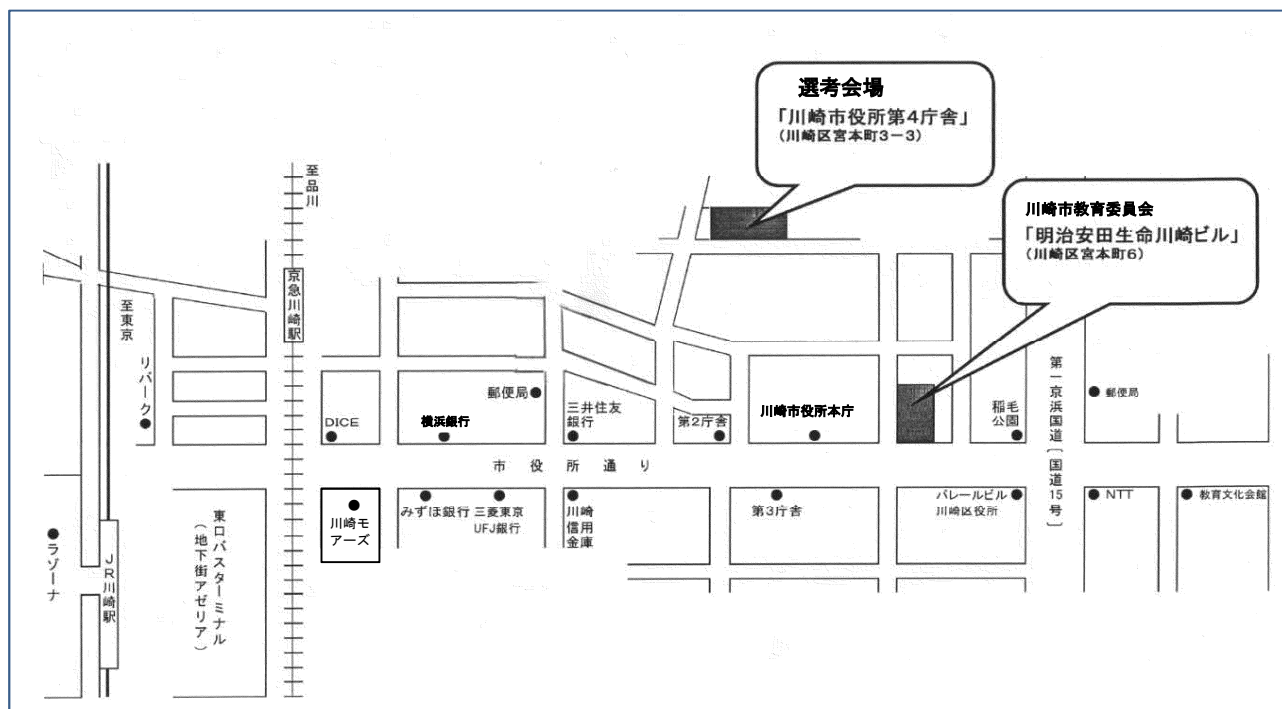 選考会場
「川崎市役所第4庁舎」
(川崎区宮本町3-3)
川崎市教育委員会
「明治安田生命川崎ビル」
(川崎区宮本町6)
至品川
京急川崎駅
至東京
リバーク
DICE
横浜銀行
郵便局
三井住友
銀行
第2庁舎
川崎市役所本庁
稲毛
公園
第一京浜国道〔国道15号〕
郵便局
市役所通り
ラゾーナ
JR川崎駅
東口バスターミナル
(地下街アゼリア)
川崎モ
アーズ
みずほ銀行
三菱東京
UFJ銀行
川崎
信用
金庫
第3庁舎
パレールビル
川崎区役所
NTT
教育文化会館